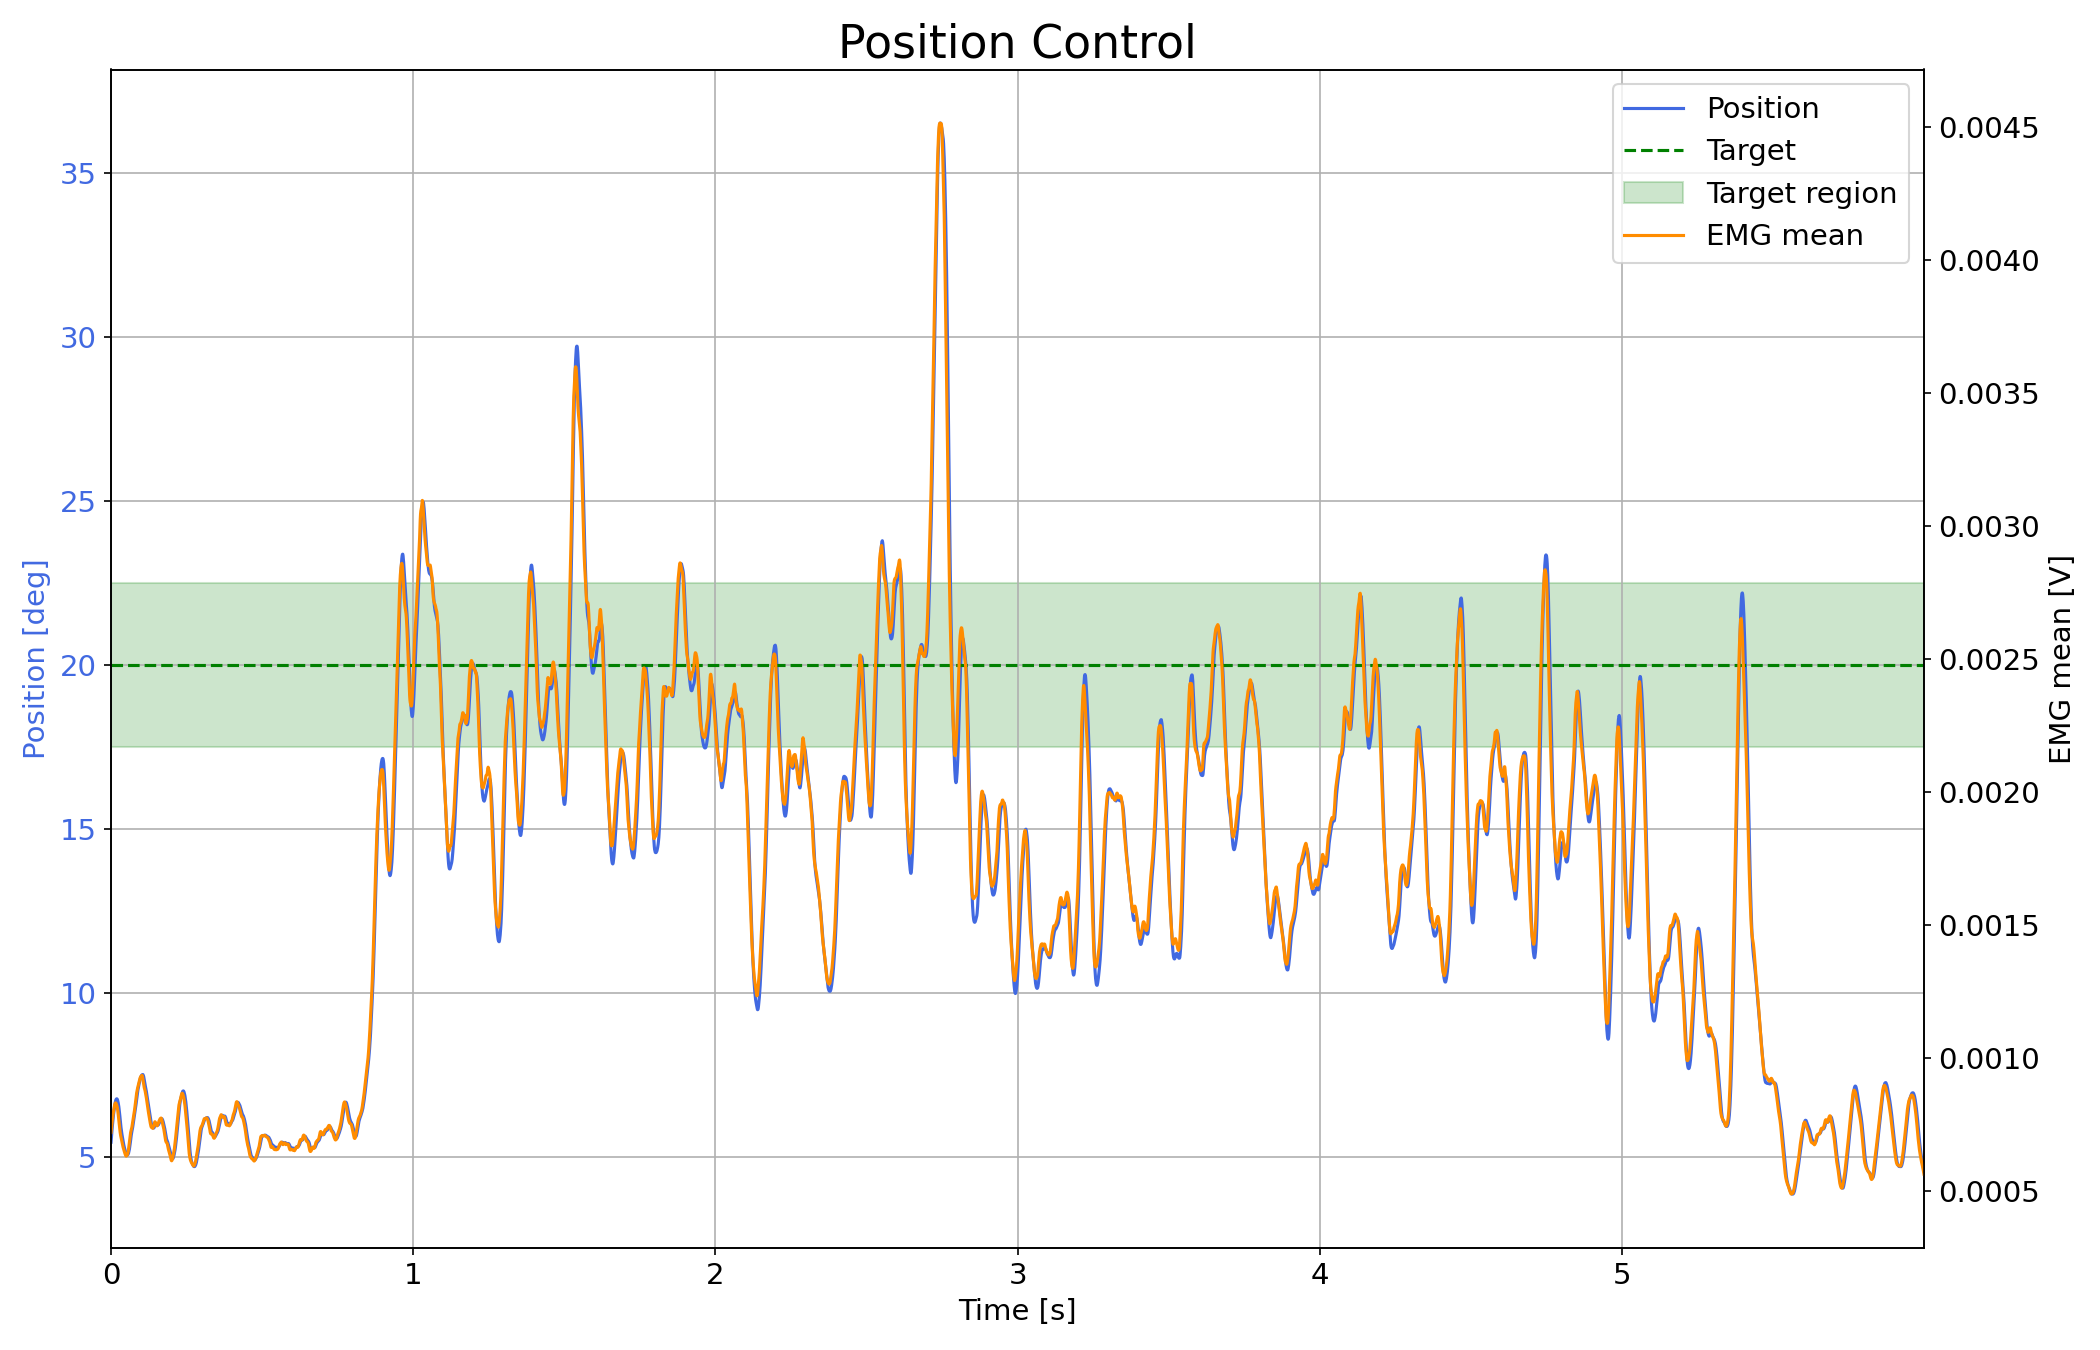 Position Control
Position
Target
Target region
EMG mean
35
30
25
20
15
10
5
Position [deg]
0.0045
0.0040
0.0035
0.0030
0.0025
0.0020
0.0015
0.0010
0.0005
EMG mean [V]
0 1 2 3 4 5
Time [s]